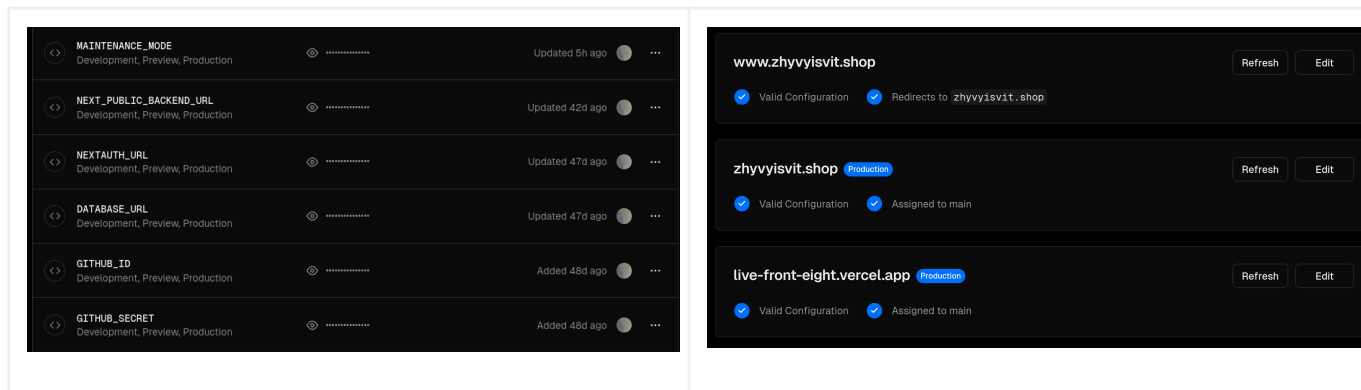 MAINTENANCE_MODE
Development, Preview, Production
Updated 5h ago
NEXT_PUBLIC_BACKEND_URL
Development, Preview, Production
Updated 42d ago
NEXTAUTH_URL
Development, Preview, Production
Updated 47d ago
DATABASE_URL
Development, Preview, Production
Updated 47d ago
GITHUB_ID
Development, Preview, Production
Added 48d ago
GITHUB_SECRET
Development, Preview, Production
Added 48d ago
www.zhyvyisvit.shop
Refresh Edit
Valid Configuration Redirects to zhyvyisvit.shop
zhyvyisvit.shop Production
Refresh Edit
Valid Configuration Assigned to main
live-front-eight.vercel.app Production
Refresh Edit
Valid Configuration Assigned to main